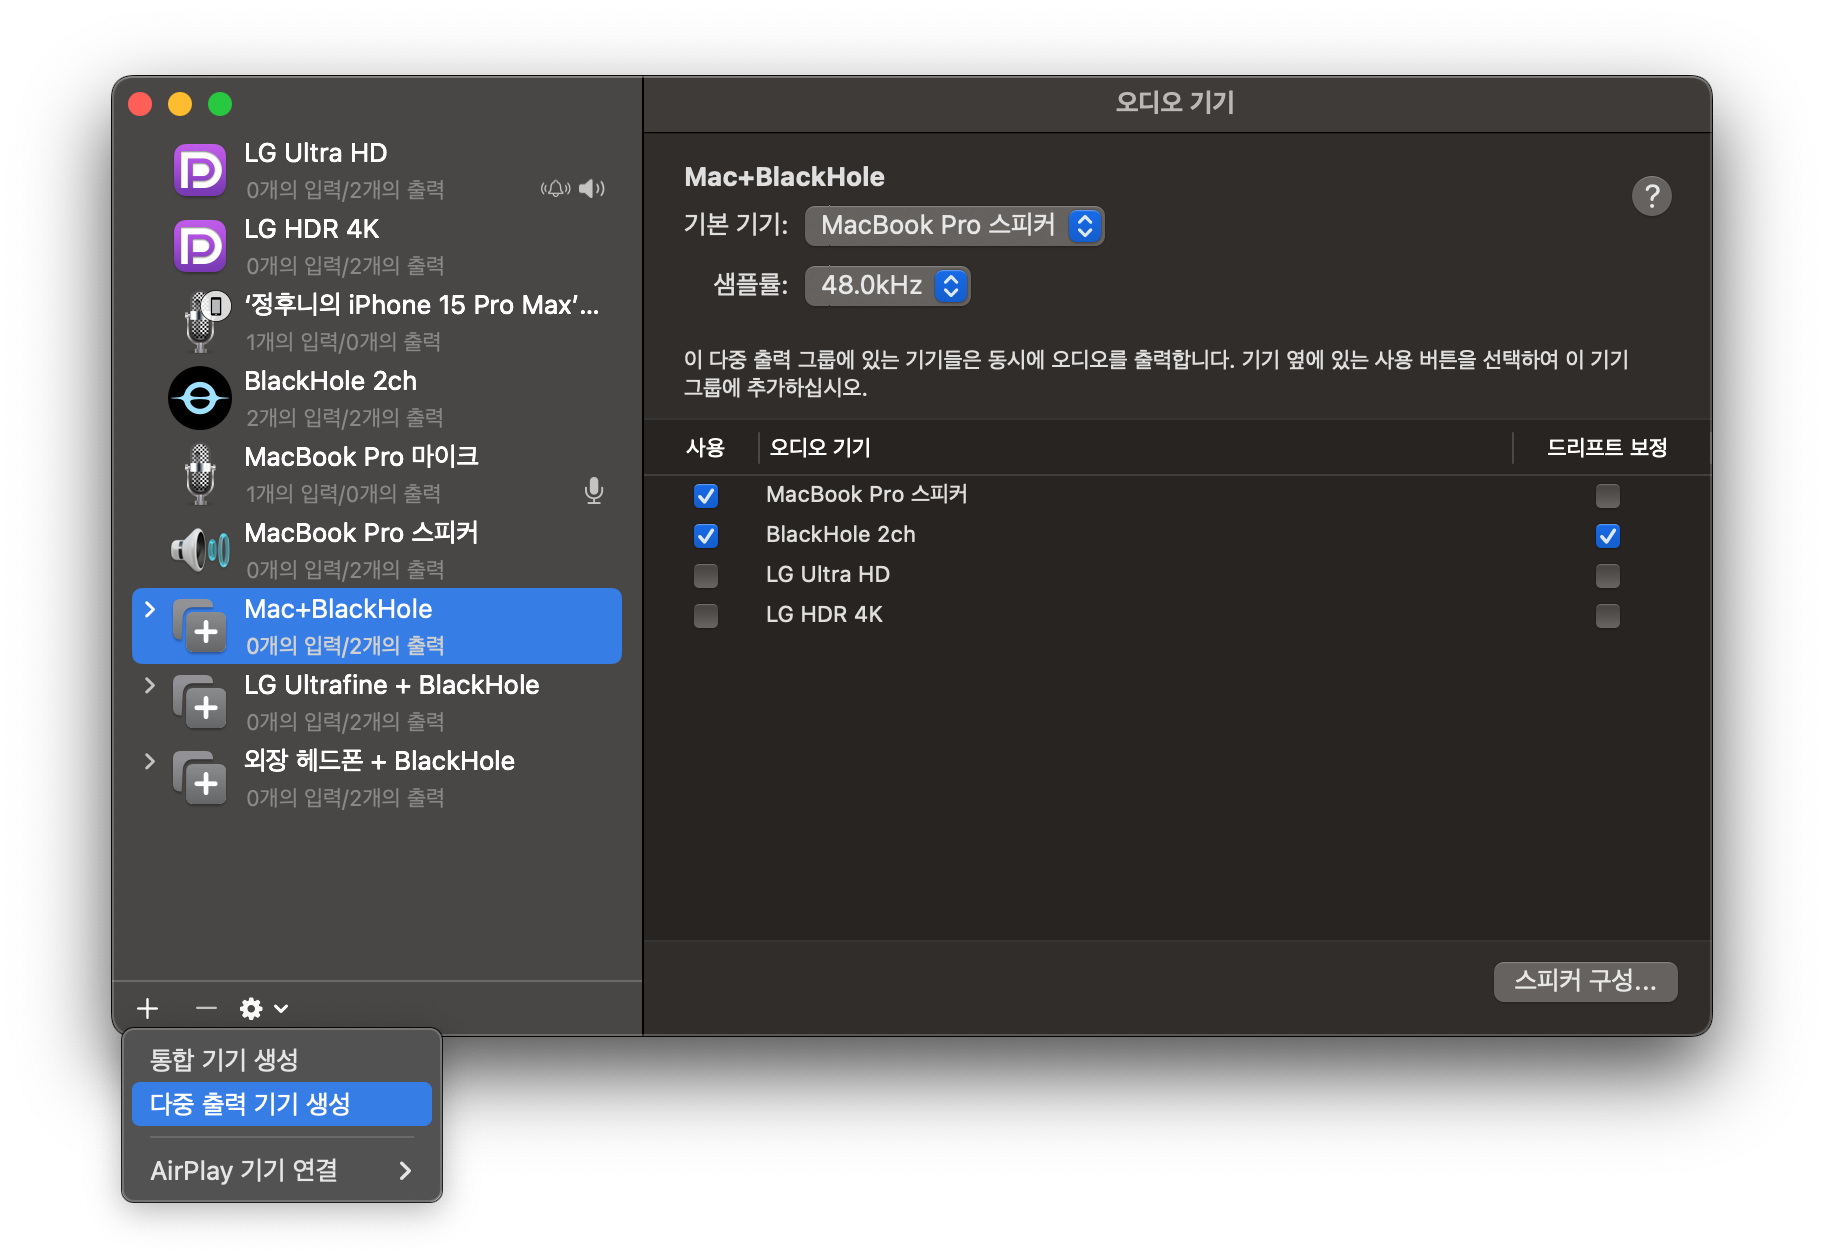 오디오 기기
LG Ultra HD
0개의 입력/2개의 출력
LG HDR 4K
0개의 입력/2개의 출력
‘정후니의 iPhone 15 Pro Max’...
1개의 입력/0개의 출력
BlackHole 2ch
2개의 입력/2개의 출력
MacBook Pro 마이크
1개의 입력/0개의 출력
MacBook Pro 스피커
0개의 입력/2개의 출력
Mac+BlackHole
0개의 입력/2개의 출력
LG Ultrafine + BlackHole
0개의 입력/2개의 출력
외장 헤드폰 + BlackHole
0개의 입력/2개의 출력
통합 기기 생성
다중 출력 기기 생성
AirPlay 기기 연결
Mac+BlackHole
?
기본 기기: MacBook Pro 스피커
샘플률: 48.0kHz
이 다중 출력 그룹에 있는 기기들은 동시에 오디오를 출력합니다. 기기 옆에 있는 사용 버튼을 선택하여 이 기기
그룹에 추가하십시오.
사용 오디오 기기 드리프트 보정
MacBook Pro 스피커
BlackHole 2ch
LG Ultra HD
LG HDR 4K
스피커 구성...